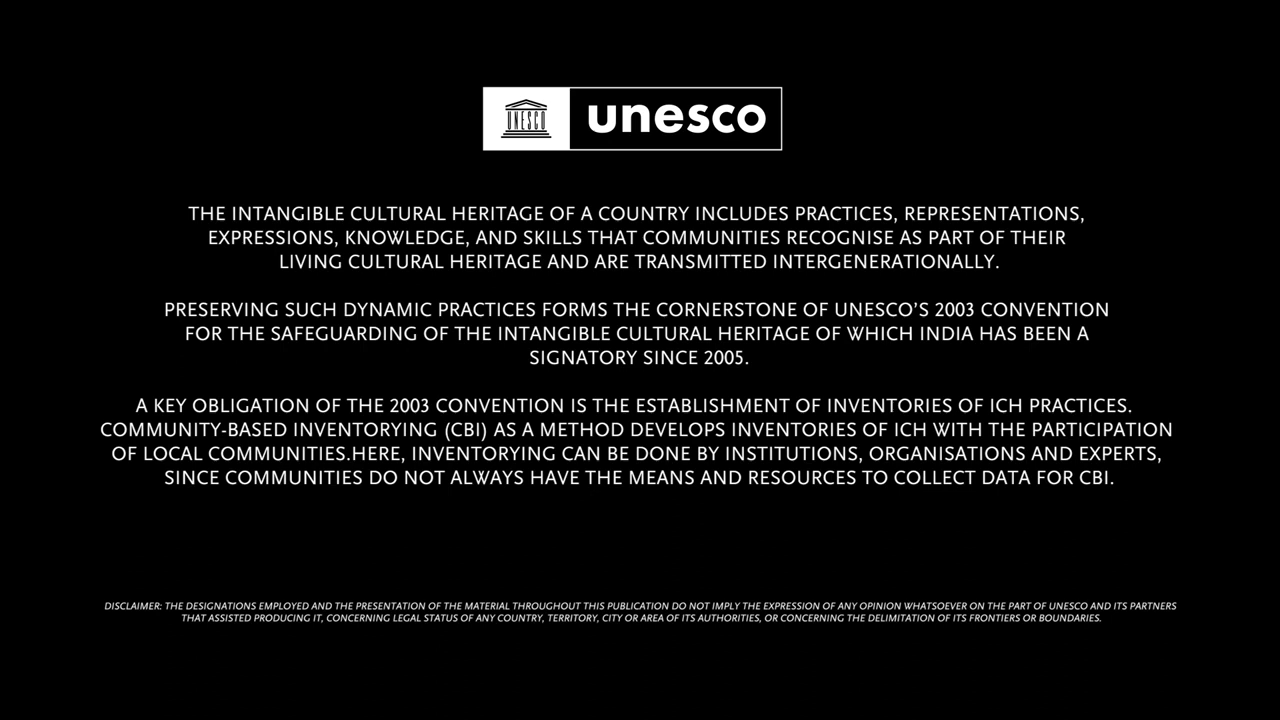 UNESCO
unesco
THE INTANGIBLE CULTURAL HERITAGE OF A COUNTRY INCLUDES PRACTICES, REPRESENTATIONS,
EXPRESSIONS, KNOWLEDGE, AND SKILLS THAT COMMUNITIES RECOGNISE AS PART OF THEIR
LIVING CULTURAL HERITAGE AND ARE TRANSMITTED INTERGENERATIONALLY.
PRESERVING SUCH DYNAMIC PRACTICES FORMS THE CORNERSTONE OF UNESCO'S 2003 CONVENTION
FOR THE SAFEGUARDING OF THE INTANGIBLE CULTURAL HERITAGE OF WHICH INDIA HAS BEEN A
SIGNATORY SINCE 2005.
A KEY OBLIGATION OF THE 2003 CONVENTION IS THE ESTABLISHMENT OF INVENTORIES OF ICH PRACTICES.
COMMUNITY-BASED INVENTORYING (CBI) AS A METHOD DEVELOPS INVENTORIES OF ICH WITH THE PARTICIPATION
OF LOCAL COMMUNITIES.HERE, INVENTORYING CAN BE DONE BY INSTITUTIONS, ORGANISATIONS AND EXPERTS,
SINCE COMMUNITIES DO NOT ALWAYS HAVE THE MEANS AND RESOURCES TO COLLECT DATA FOR CBI.
DISCLAIMER: THE DESIGNATIONS EMPLOYED AND THE PRESENTATION OF THE MATERIAL THROUGHOUT THIS PUBLICATION DO NOT IMPLY THE EXPRESSION OF ANY OPINION WHATSOEVER ON THE PART OF UNESCO AND ITS PARTNERS
THAT ASSISTED PRODUCING IT, CONCERNING LEGAL STATUS OF ANY COUNTRY, TERRITORY, CITY OR AREA OF ITS AUTHORITIES, OR CONCERNING THE DELIMITATION OF ITS FRONTIERS OR BOUNDARIES.